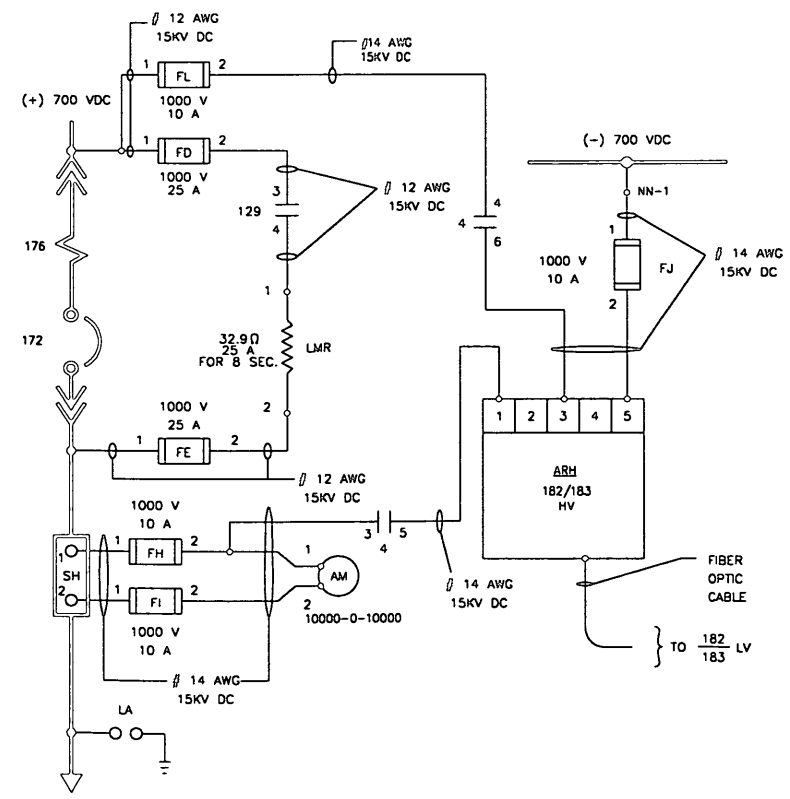 12 AWG
15KV DC
14 AWG
15KV DC
1 FL 2
1000 V
10 A
(+) 700 VDC
1 FD 2
1000 V
25 A
(−) 700 VDC
NN-1
3
129
4
12 AWG
15KV DC
4
4
6
1
1000 V
10 A
FJ
2
14 AWG
15KV DC
176
172
1
32.9Ω
25 A
FOR 8 SEC.
LMR
2
1000 V
25 A
1 FE 2
12 AWG
15KV DC
1 2 3 4 5
ARH
182/183
HV
1000 V
10 A
1 FH 2
3 5
4
14 AWG
15KV DC
1
SH
2
1
AM
2
10000-0-10000
1 FI 2
1000 V
10 A
FIBER
OPTIC
CABLE
TO 182/183 LV
14 AWG
15KV DC
LA